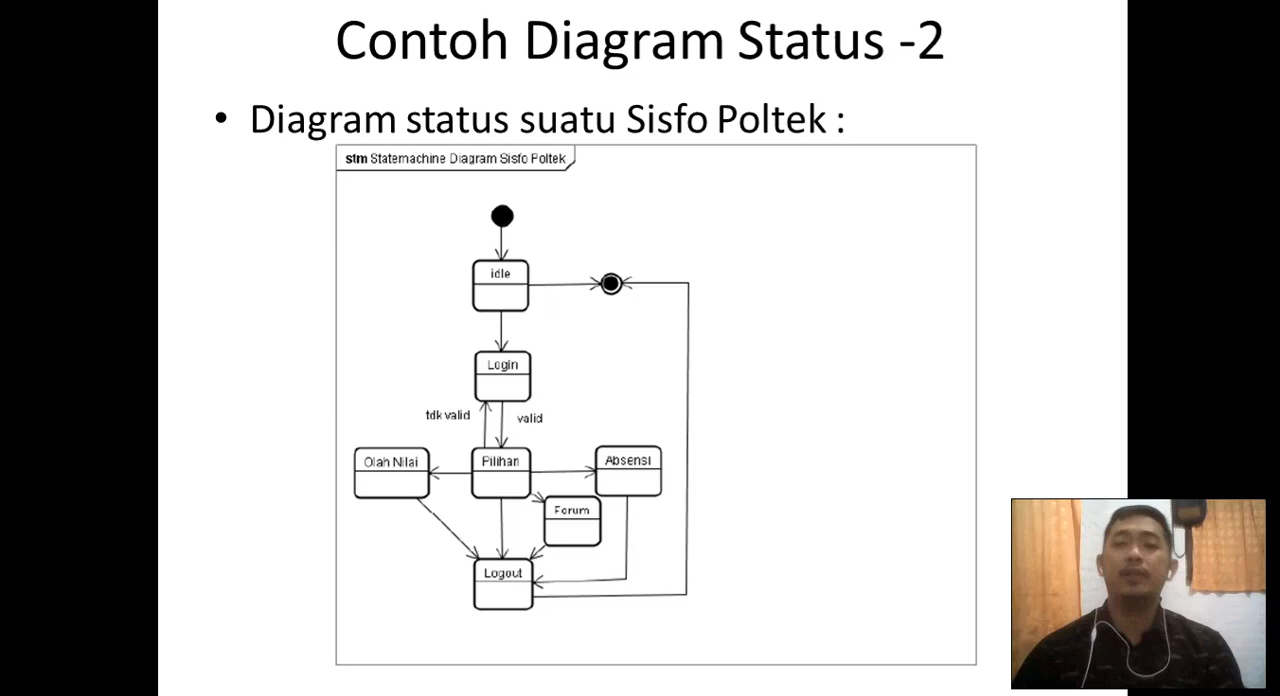 Contoh Diagram Status -2
• Diagram status suatu Sisfo Poltek :
stm Statemachine Diagram Sisfo Poltek
idle
Login
tdk valid
valid
Olah Nilai
Pilihan
Absensi
Forum
Logout